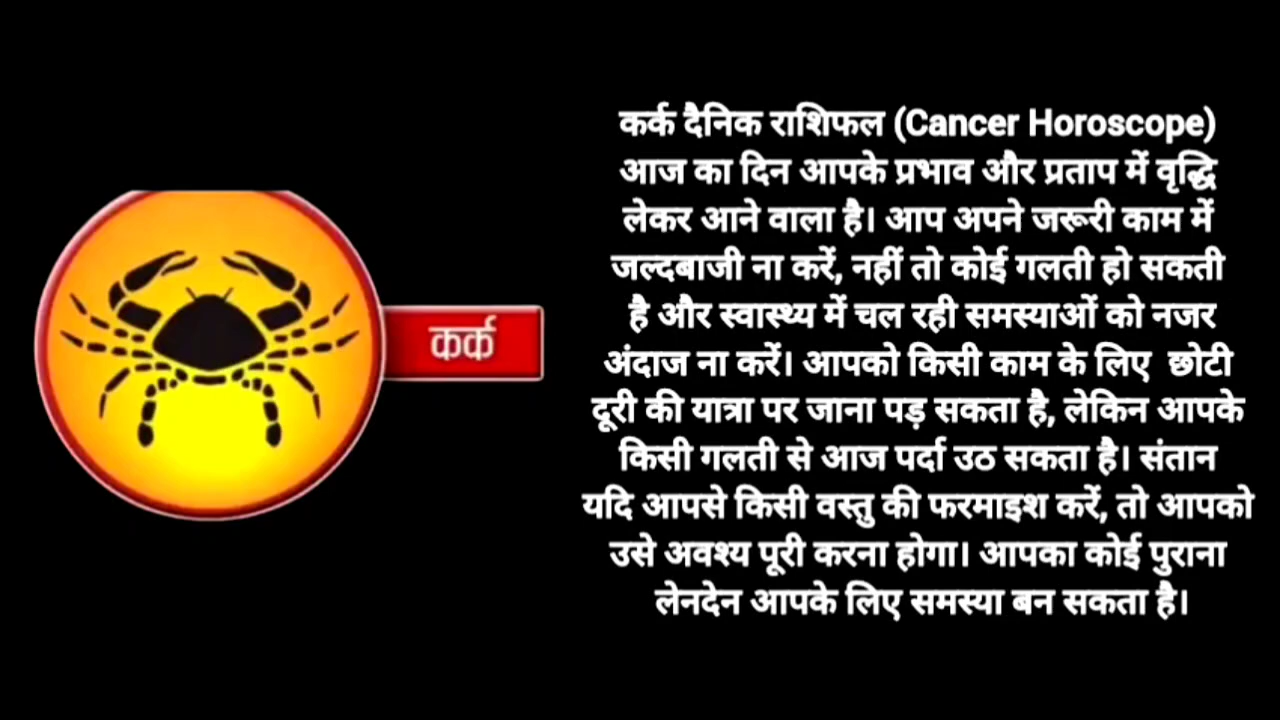 कर्क दैनिक राशिफल (Cancer Horoscope)
आज का दिन आपके प्रभाव और प्रताप में वृद्धि
लेकर आने वाला है। आप अपने जरूरी काम में
जल्दबाजी ना करें, नहीं तो कोई गलती हो सकती
है और स्वास्थ्य में चल रही समस्याओं को नजर
अंदाज ना करें। आपको किसी काम के लिए छोटी
दूरी की यात्रा पर जाना पड़ सकता है, लेकिन आपके
किसी गलती से आज पर्दा उठ सकता है। संतान
यदि आपसे किसी वस्तु की फरमाइश करें, तो आपको
उसे अवश्य पूरी करना होगा। आपका कोई पुराना
लेनदेन आपके लिए समस्या बन सकता है।
कर्क